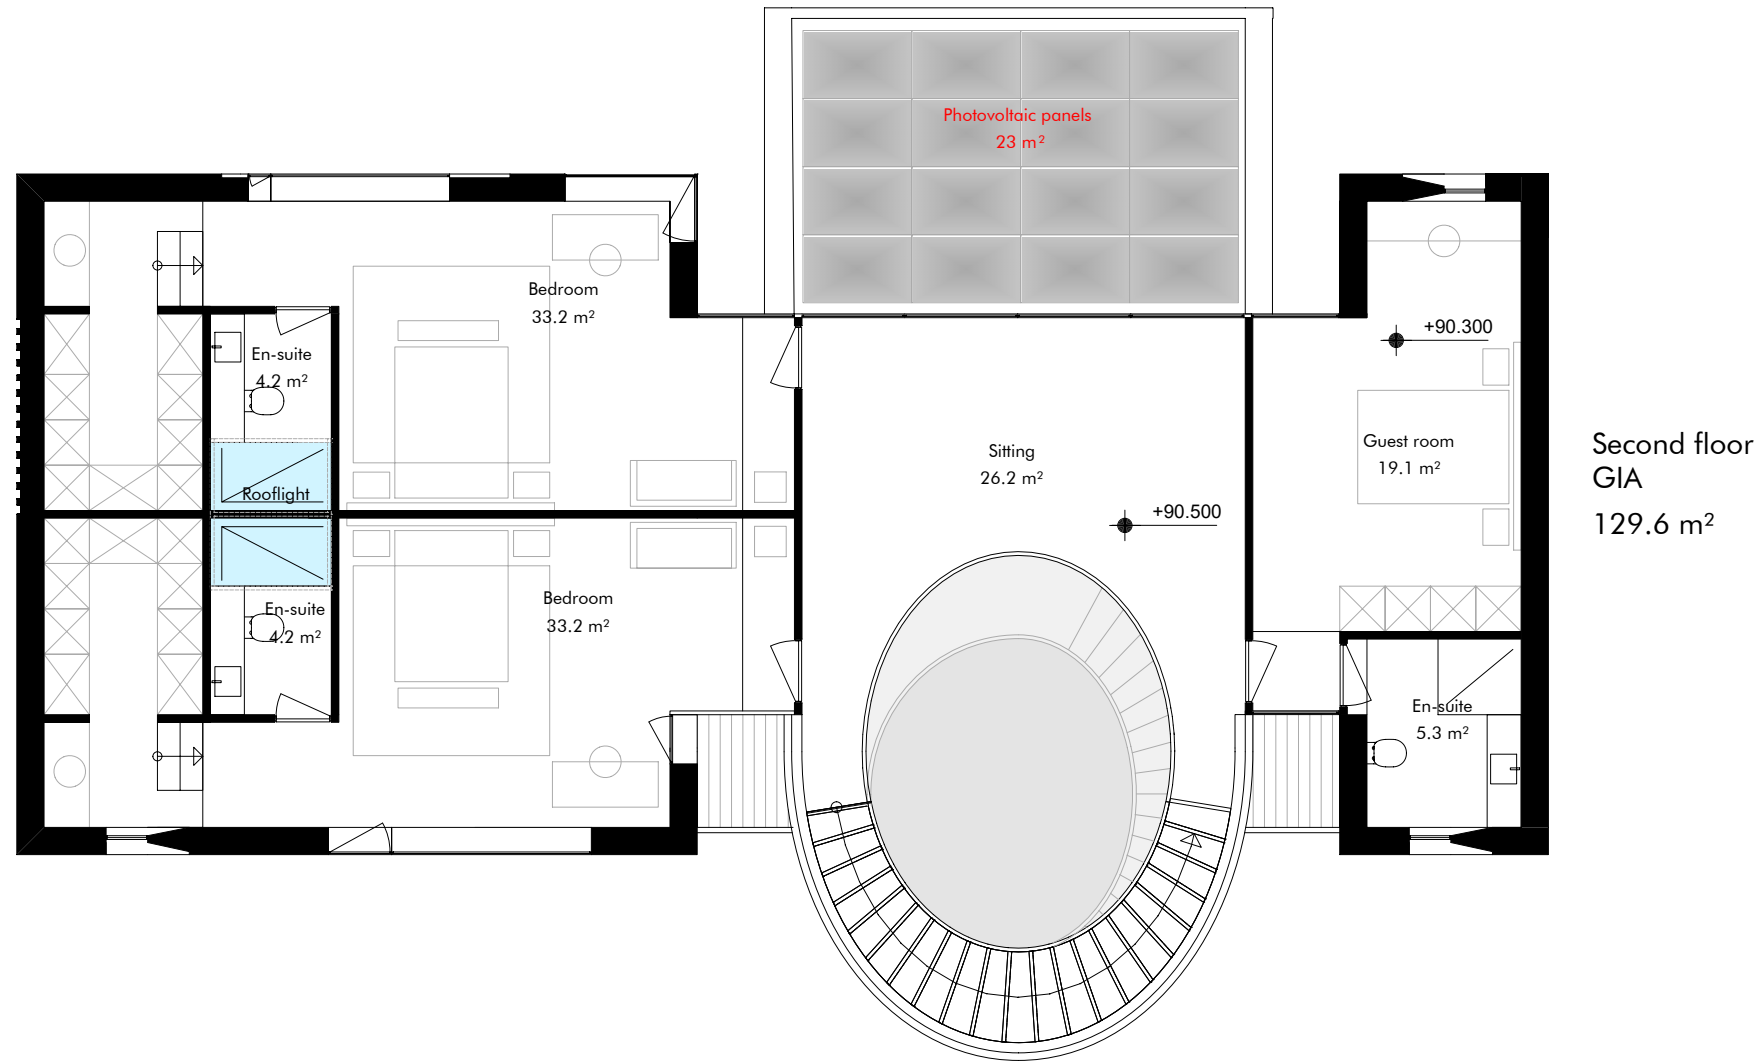 Photovoltaic panels
23 m²
Bedroom
33.2 m²
+90.300
En-suite
4.2 m²
Guest room
19.1 m²
Sitting
26.2 m²
Second floor
GIA
129.6 m²
Rooflight
+90.500
Bedroom
33.2 m²
En-suite
4.2 m²
En-suite
5.3 m²